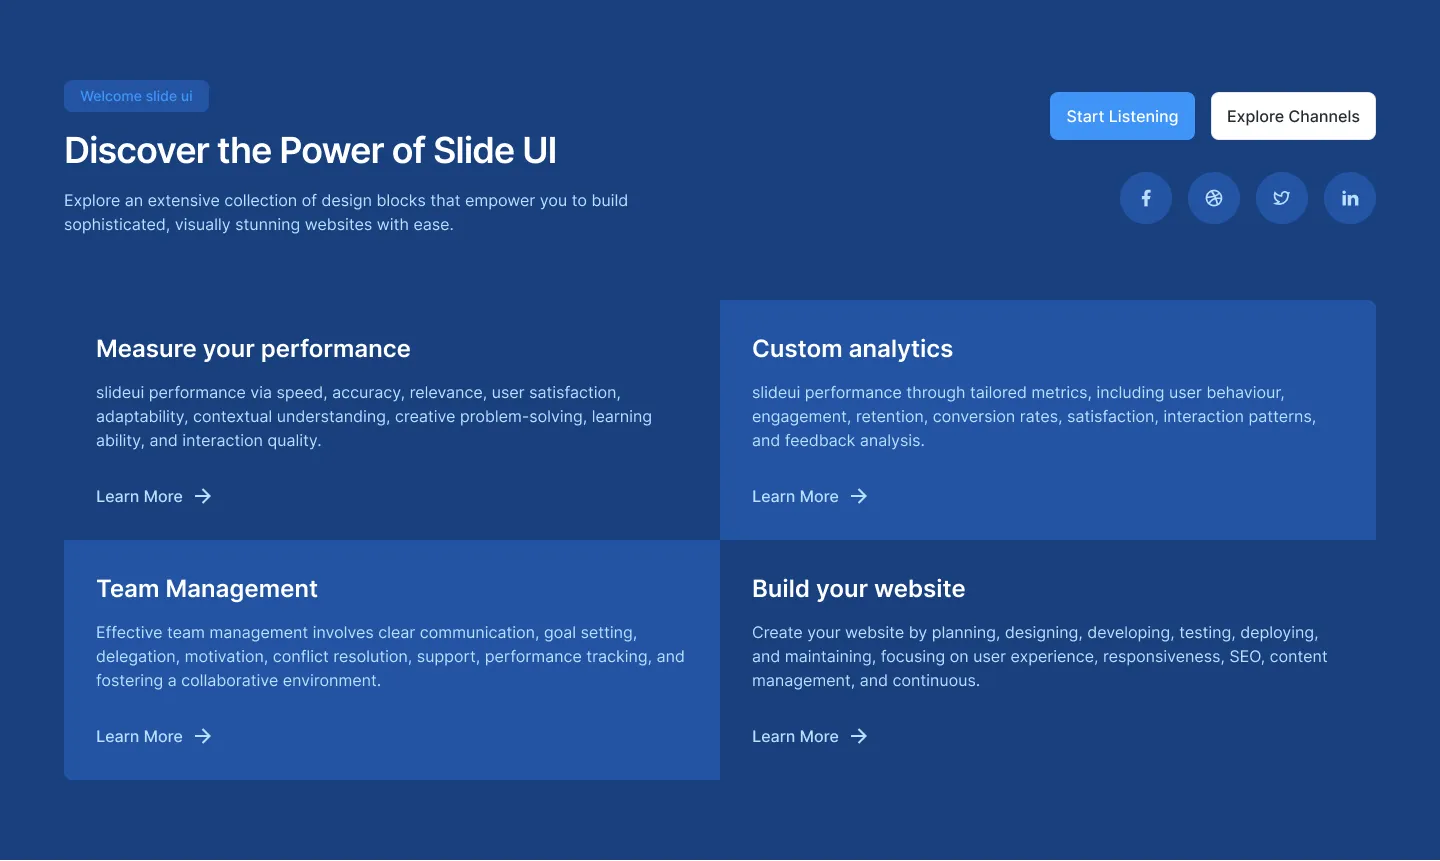 Welcome slide ui
Discover the Power of Slide UI
Explore an extensive collection of design blocks that empower you to build
sophisticated, visually stunning websites with ease.
Start Listening
Explore Channels
Measure your performance
slideui performance via speed, accuracy, relevance, user satisfaction,
adaptability, contextual understanding, creative problem-solving, learning
ability, and interaction quality.
Learn More
Custom analytics
slideui performance through tailored metrics, including user behaviour,
engagement, retention, conversion rates, satisfaction, interaction patterns,
and feedback analysis.
Learn More
Team Management
Effective team management involves clear communication, goal setting,
delegation, motivation, conflict resolution, support, performance tracking, and
fostering a collaborative environment.
Learn More
Build your website
Create your website by planning, designing, developing, testing, deploying,
and maintaining, focusing on user experience, responsiveness, SEO, content
management, and continuous.
Learn More